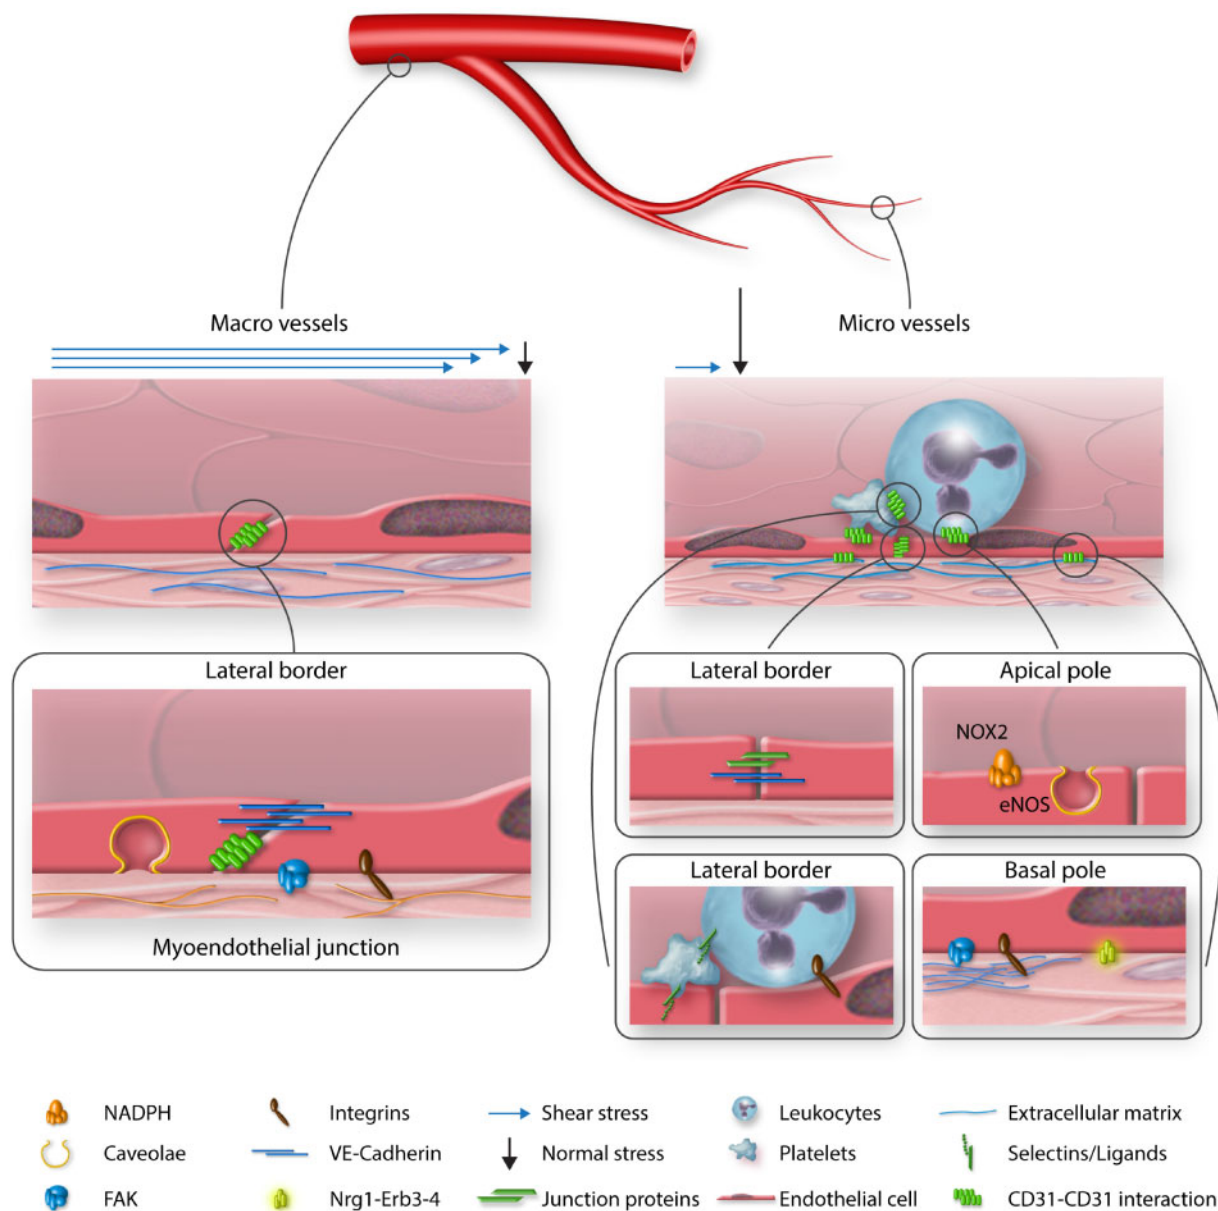 Macro vessels
Micro vessels
Lateral border
Myoendothelial junction
Lateral border
Apical pole
NOX2
eNOS
Lateral border
Basal pole
NADPH
Integrins
Shear stress
Leukocytes
Extracellular matrix
Caveolae
VE-Cadherin
Normal stress
Platelets
Selectins/Ligands
FAK
Nrg1-Erb3-4
Junction proteins
Endothelial cell
CD31-CD31 interaction